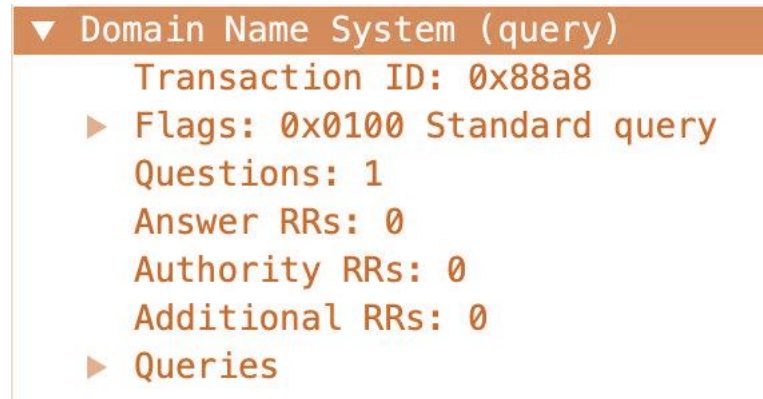 Domain Name System (query)
Transaction ID: 0x88a8
Flags: 0x0100 Standard query
Questions: 1
Answer RRs: 0
Authority RRs: 0
Additional RRs: 0
Queries